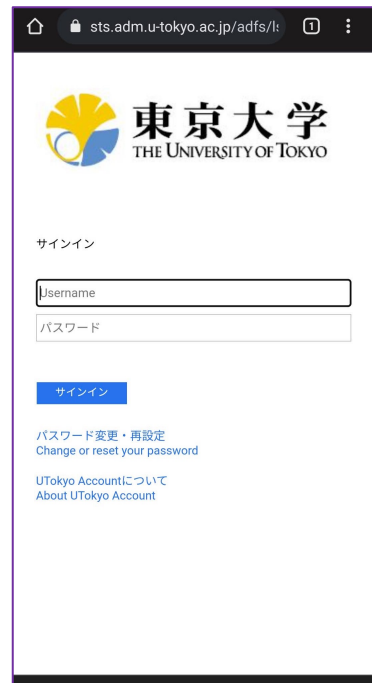 sts.adm.u-tokyo.ac.jp/adfs/ls
1
東京大学
THE UNIVERSITY OF TOKYO
サインイン
Username
パスワード
サインイン
パスワード変更・再設定
Change or reset your password
UTokyo Accountについて
About UTokyo Account